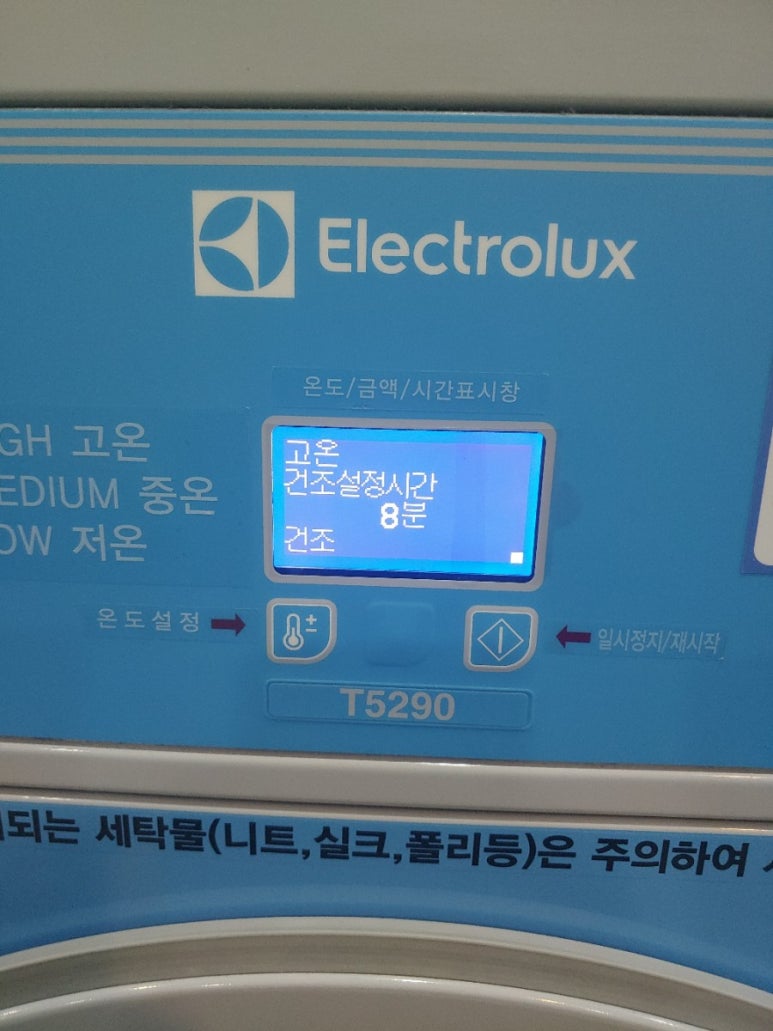 Electrolux
온도/금액/시간표시창
GH 고온
EDIUM 중온
OW 저온
고온
건조설정시간
8분
건조
온도설정
일시정지/재시작
T5290
되는 세탁물(니트,실크,폴리등)은 주의하여